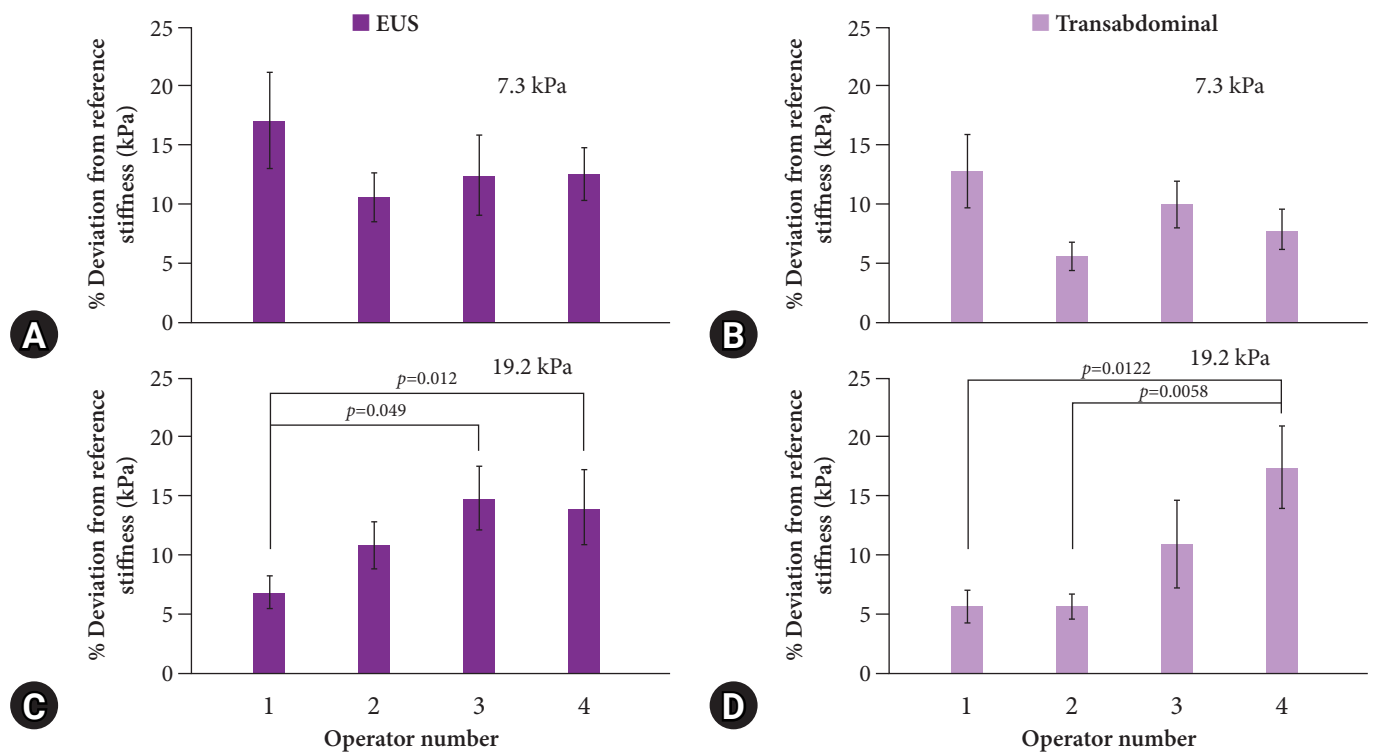 EUS
% Deviation from reference
stiffness (kPa)
25
20
15
10
5
0
7.3 kPa
A
Transabdominal
% Deviation from reference
stiffness (kPa)
25
20
15
10
5
0
7.3 kPa
B
% Deviation from reference
stiffness (kPa)
25
20
15
10
5
0
19.2 kPa
p=0.012
p=0.049
1 2 3 4
Operator number
C
% Deviation from reference
stiffness (kPa)
25
20
15
10
5
0
19.2 kPa
p=0.0122
p=0.0058
1 2 3 4
Operator number
D